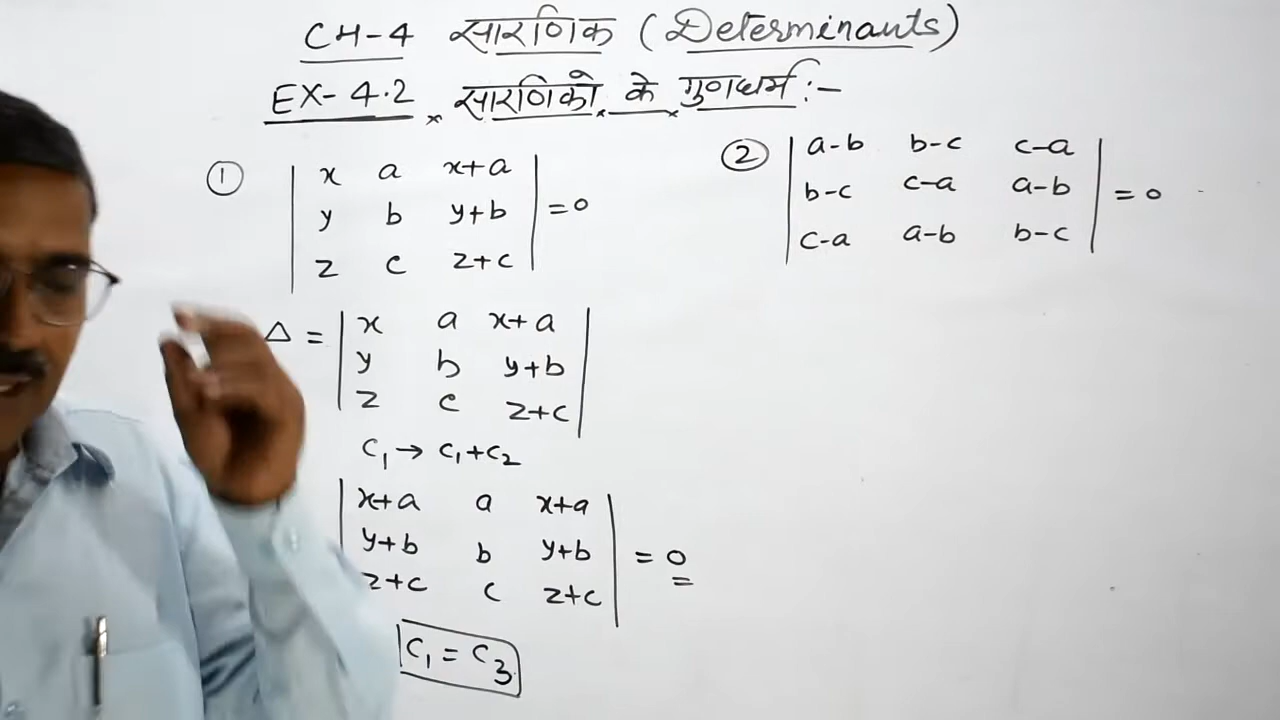 CH-4 सारणिक (Determinants)
EX-4.2 सारणिको के गुणधर्म :-
① | x a x+a |
| y b y+b | = 0
| z c z+c |
② | a-b b-c c-a |
| b-c c-a a-b | = 0
| c-a a-b b-c |
Δ = | x a x+a |
| y b y+b |
| z c z+c |
C₁ → C₁+C₂
| x+a a x+a |
| y+b b y+b | = 0
| z+c c z+c |
C₁ = C₃